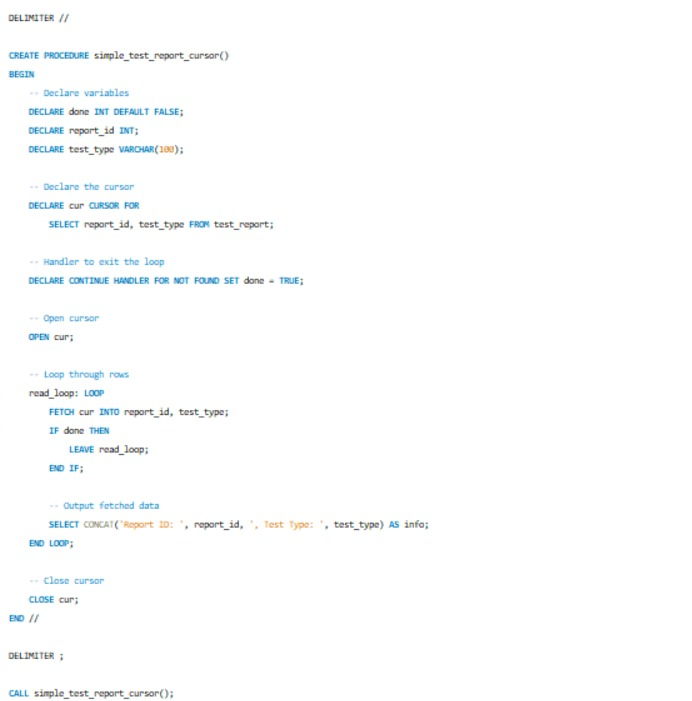 DELIMITER //
CREATE PROCEDURE simple_test_report_cursor()
BEGIN
-- Declare variables
DECLARE done INT DEFAULT FALSE;
DECLARE report_id INT;
DECLARE test_type VARCHAR(100);
-- Declare the cursor
DECLARE cur CURSOR FOR
SELECT report_id, test_type FROM test_report;
-- Handler to exit the loop
DECLARE CONTINUE HANDLER FOR NOT FOUND SET done = TRUE;
-- Open cursor
OPEN cur;
-- Loop through rows
read_loop: LOOP
FETCH cur INTO report_id, test_type;
IF done THEN
LEAVE read_loop;
END IF;
-- Output fetched data
SELECT CONCAT('Report ID: ', report_id, ', Test Type: ', test_type) AS info;
END LOOP;
-- Close cursor
CLOSE cur;
END //
DELIMITER ;
CALL simple_test_report_cursor();